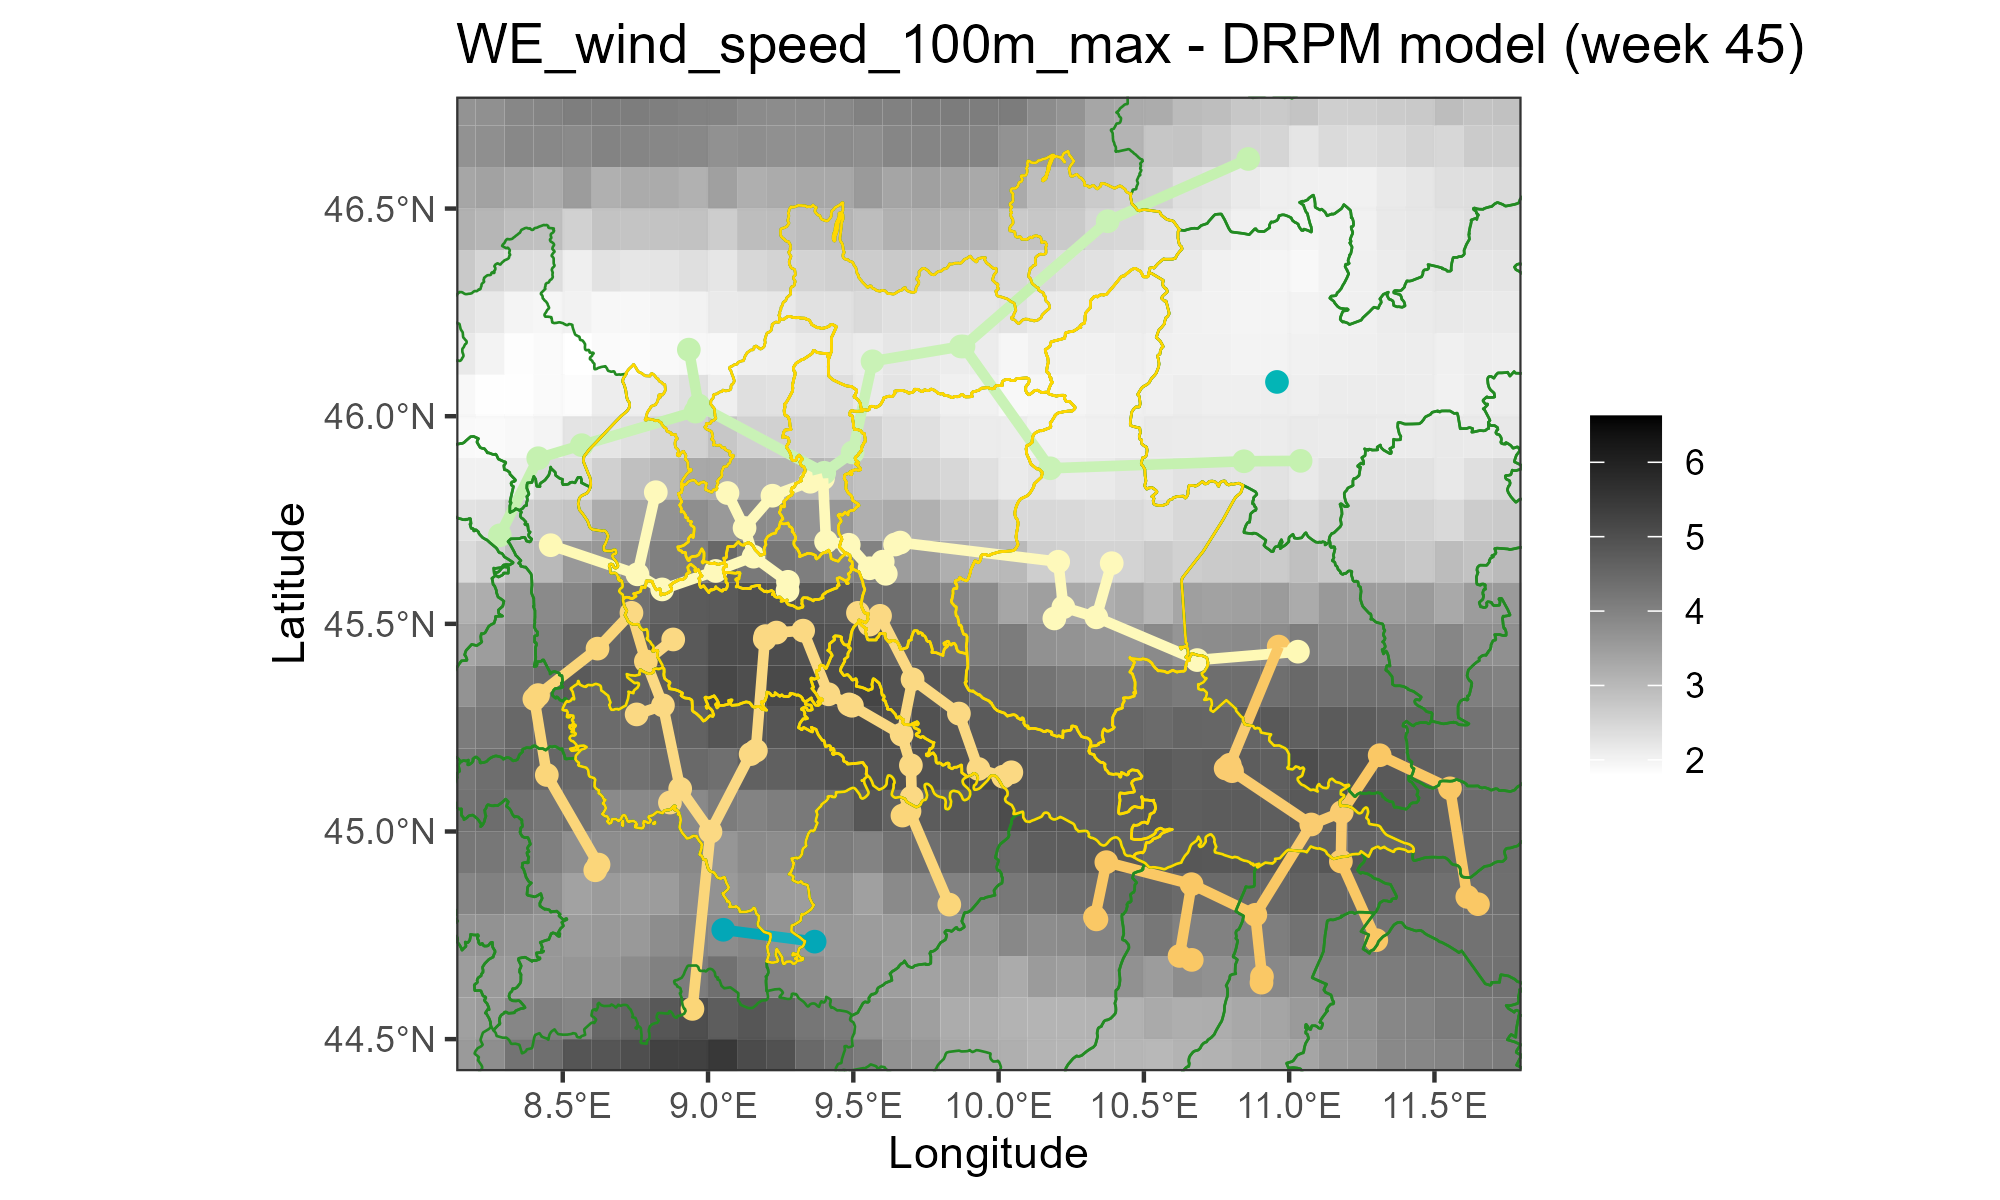 WE_wind_speed_100m_max - DRPM model (week 45)
46.5°N
46.0°N
45.5°N
45.0°N
44.5°N
Latitude
8.5°E
9.0°E
9.5°E
10.0°E
10.5°E
11.0°E
11.5°E
Longitude
6
5
4
3
2